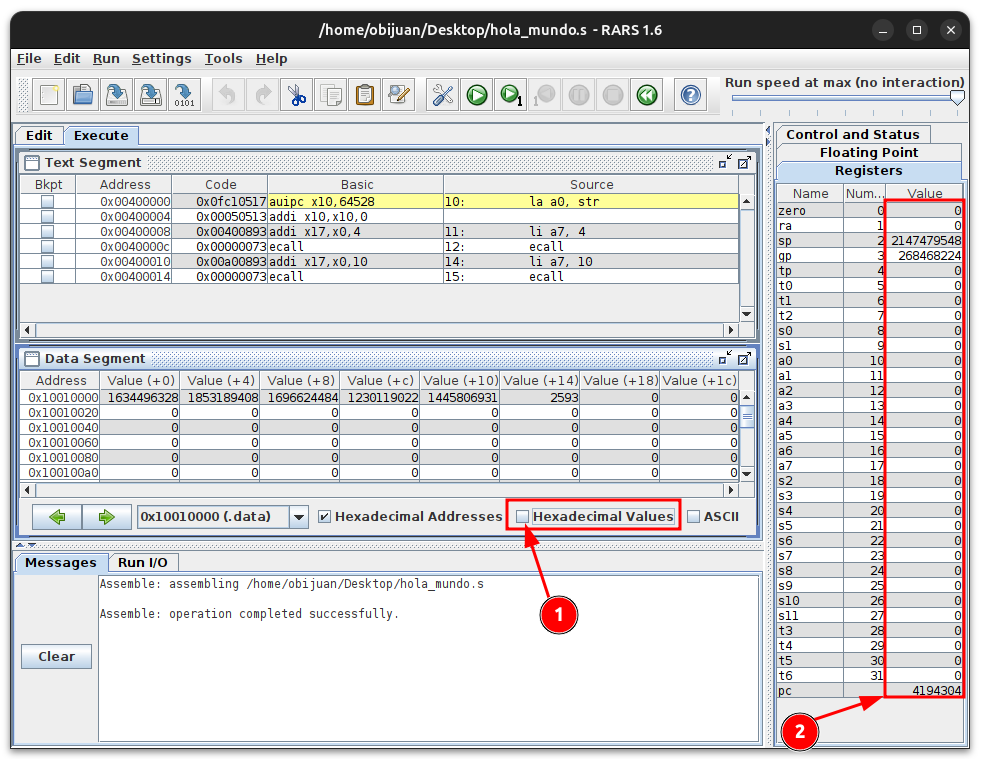 /home/obijuan/Desktop/hola_mundo.s - RARS 1.6
File Edit Run Settings Tools Help
Run speed at max (no interaction)
0101
1
1
Edit Execute
Text Segment
Bkpt Address Code Basic Source
0x00400000 0x0fc10517 auipc x10,64528 10: la a0, str
0x00400004 0x00050513 addi x10,x10,0
0x00400008 0x00400893 addi x17,x0,4 11: li a7, 4
0x0040000c 0x00000073 ecall 12: ecall
0x00400010 0x00a00893 addi x17,x0,10 14: li a7, 10
0x00400014 0x00000073 ecall 15: ecall
Data Segment
Address Value (+0) Value (+4) Value (+8) Value (+c) Value (+10) Value (+14) Value (+18) Value (+1c)
0x10010000 1634496328 1853189408 1696624484 1230119022 1445806931 2593 0 0
0x10010020 0 0 0 0 0 0 0 0
0x10010040 0 0 0 0 0 0 0 0
0x10010060 0 0 0 0 0 0 0 0
0x10010080 0 0 0 0 0 0 0 0
0x100100a0 0 0 0 0 0 0 0 0
0x10010000 (.data) Hexadecimal Addresses Hexadecimal Values ASCII
1
Messages Run I/O
Assemble: assembling /home/obijuan/Desktop/hola_mundo.s
Assemble: operation completed successfully.
Clear
Control and Status
Floating Point
Registers
Name Num... Value
zero 0 0
ra 1 0
sp 2 2147479548
gp 3 268468224
tp 4 0
t0 5 0
t1 6 0
t2 7 0
s0 8 0
s1 9 0
a0 10 0
a1 11 0
a2 12 0
a3 13 0
a4 14 0
a5 15 0
a6 16 0
a7 17 0
s2 18 0
s3 19 0
s4 20 0
s5 21 0
s6 22 0
s7 23 0
s8 24 0
s9 25 0
s10 26 0
s11 27 0
t3 28 0
t4 29 0
t5 30 0
t6 31 0
pc 4194304
2